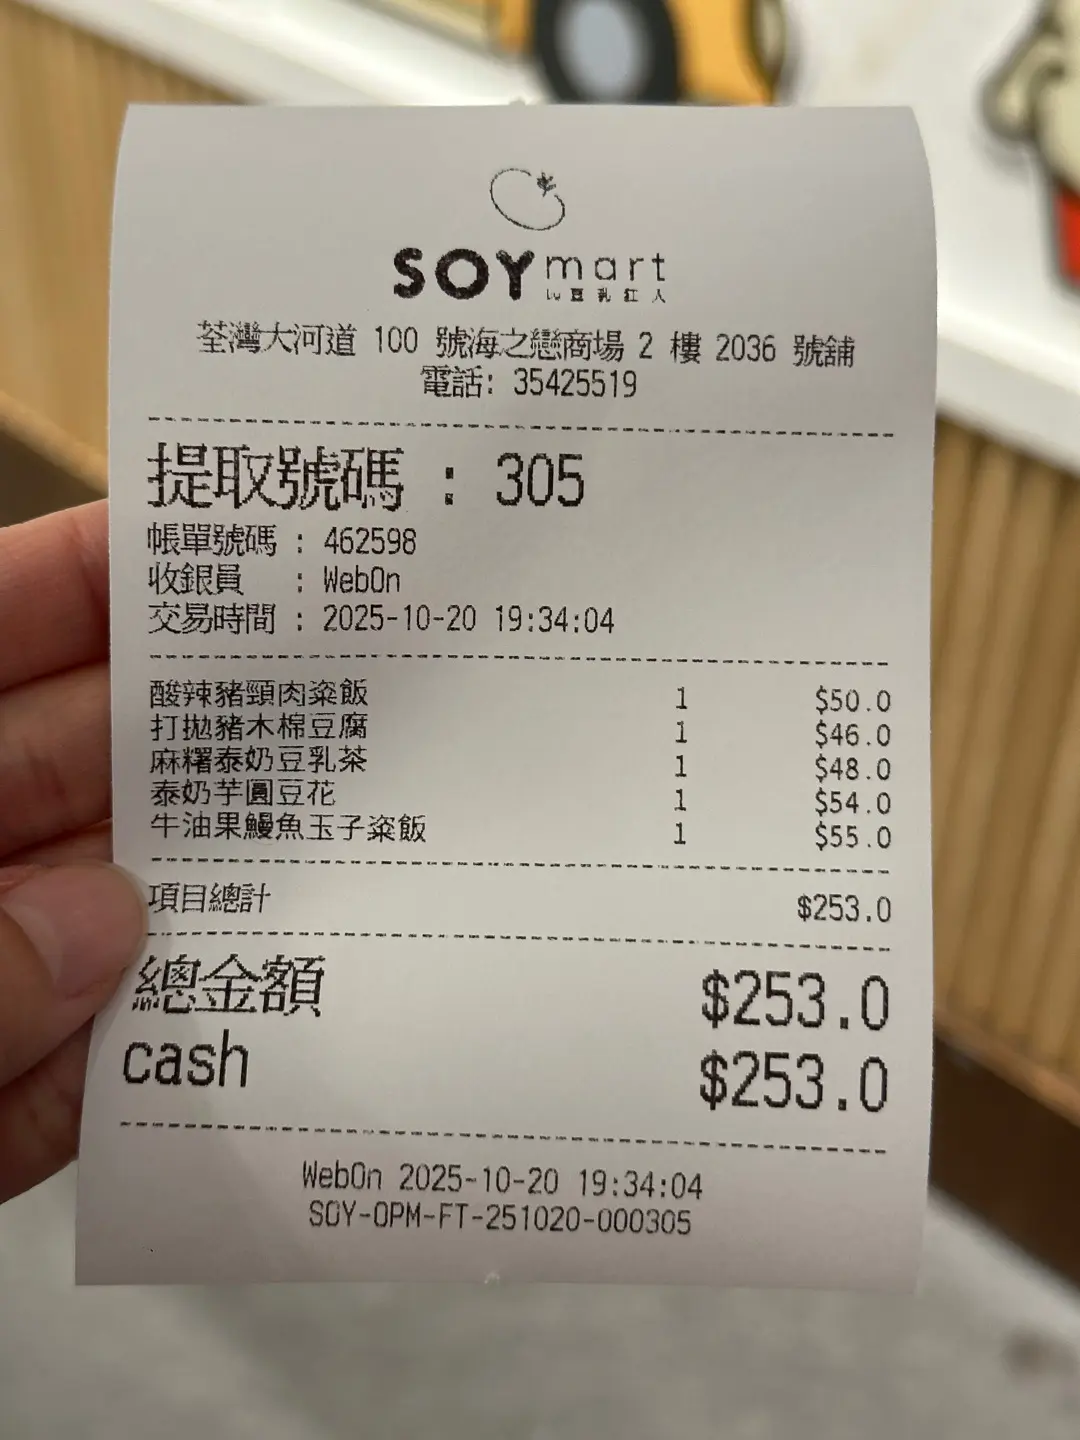 SOY mart
by 豆乳紅人
荃灣大河道 100 號海之戀商場 2 樓 2036 號舖
電話: 35425519
提取號碼 : 305
帳單號碼 : 462598
收銀員 : WebOn
交易時間 : 2025-10-20 19:34:04
酸辣豬頸肉粢飯 1 $50.0
打拋豬木棉豆腐 1 $46.0
麻糬泰奶豆乳茶 1 $48.0
泰奶芋圓豆花 1 $54.0
牛油果鰻魚玉子粢飯 1 $55.0
項目總計 $253.0
總金額 $253.0
cash $253.0
WebOn 2025-10-20 19:34:04
SOY-OPM-FT-251020-000305